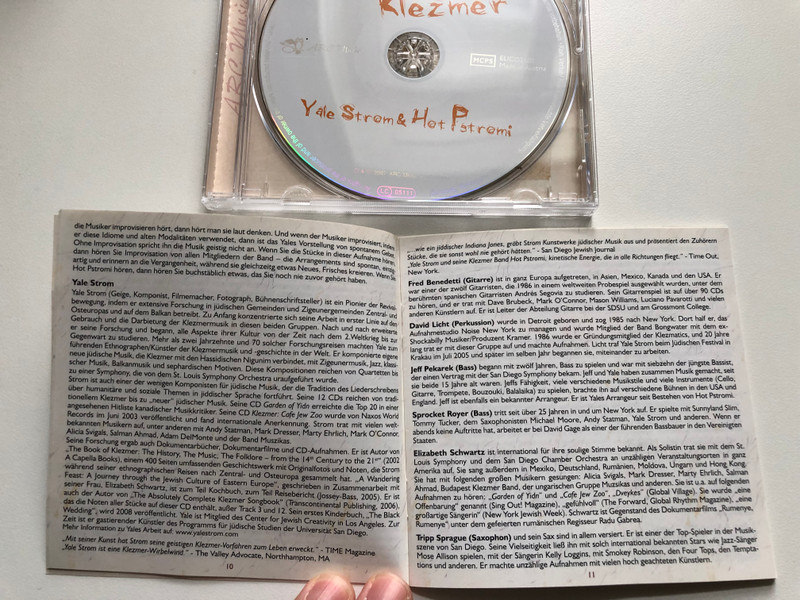 Klezmer
ARC Music
MCPS
Yale Strom & Hot Pstromi
die Musiker improvisieren hört, dann hört man sie laut denken. Und wenn der Musiker improvisiert, indem
er diese Idiome und alten Modalitäten verwendet, dann ist das Yales Vorstellung von spontanem Gebet.
Ohne Improvisation spricht ihn die Musik geistig nicht an. Wenn Sie die Stücke in dieser Aufnahme hören,
dann hören Sie Improvisation von allen Mitgliedern der Band – die Arrangements sind spontan, einzig-
artig und erinnern an die Vergangenheit, während sie gleichzeitig etwas Neues, Frisches kreieren. Wenn Sie
Hot Pstromi hören, dann hören Sie buchstäblich etwas, das Sie noch nie zuvor gehört haben.
Yale Strom
Yale Strom (Geige, Komponist, Filmemacher, Fotograph, Bühnenschriftsteller) ist ein Pionier der Revival-
bewegung, indem er extensive Forschung in jüdischen Gemeinden und Zigeunergemeinden Zentral- und
Osteuropas und auf dem Balkan betreibt. Zu Anfang konzentrierte sich seine Arbeit in erster Linie auf den
Gebrauch und die Darbietung der Klezmermusik in diesen beiden Gruppen. Nach und nach erweiterte
er seine Forschung und begann, alle Aspekte ihrer Kultur von der Zeit nach dem 2.Weltkrieg bis zur
Gegenwart zu studieren. Mehr als zwei Jahrzehnte und 70 solcher Forschungsreisen machten Yale zum
führenden Ethnographen/Künstler der Klezmermusik und -geschichte in der Welt. Er komponierte eigene
neue jüdische Musik, die Klezmer mit den Hassidischen Nigunim verbindet, mit Zigeunermusik, Jazz, klassi-
scher Musik, Balkanmusik und sephardischen Motiven. Diese Kompositionen reichen von Quartetten bis
zu einer Symphony, die von dem St. Louis Symphony Orchestra uraufgeführt wurde.
Strom ist auch einer der wenigen Komponisten für jüdische Musik, der die Tradition des Liederschreibens
über humanitäre und soziale Themen in jiddischer Sprache fortführt. Seine 12 CDs reichen von tradi-
tionellem Klezmer bis zu „neuer“ jüdischer Musik. Seine CD Garden of Yidn erreichte die Top 20 in einer
angesehenen Hitliste kanadischer Musikkritiker. Seine CD Klezmer: Café Jew Zoo wurde von Naxos World
Records im Juni 2003 veröffentlicht und fand internationale Anerkennung. Strom trat mit vielen welt-
bekannten Musikern auf, unter anderen mit Andy Statman, Mark Dresser, Marty Ehrlich, Mark O'Connor,
Alicia Svigals, Salman Ahmad, Adam DelMonte und der Band Muszikas.
Seine Forschung ergab auch Dokumentarbücher, Dokumentarfilme und CD-Aufnahmen. Er ist Autor von
„The Book of Klezmer: The History, The Music, The Folklore – from the 14th Century to the 21st (2002
A Capella Books), einem 400 Seiten umfassenden Geschichtswerk mit Originalfotos und Noten, die Strom
während seiner ethnographischen Reisen nach Zentral- und Osteuropa gesammelt hat. „A Wandering
Feast: A Journey through the Jewish Culture of Eastern Europe“, geschrieben in Zusammenarbeit mit
seiner Frau, Elizabeth Schwartz, ist zum Teil Kochbuch, zum Teil Reisebericht (Jossey-Bass, 2005). Er ist
auch der Autor von „The Absolutely Complete Klezmer Songbook“ (Transcontinental Publishing, 2006),
das die Noten aller Stücke auf dieser CD enthält, außer Track 3 und 12. Sein erstes Kinderbuch, „The Black
Wedding“, wird 2008 veröffentlicht. Yale ist Mitglied des Center for Jewish Creativity in Los Angeles. Zur
Zeit ist er gastierender Künstler des Programms für jüdische Studien der Universität San Diego.
Mehr Information zu Yales Arbeit auf www.yalestrom.com
„Mit seiner Kunst hat Strom seine geistigen Klezmer-Vorfahren zum Leben erweckt.“ - TIME Magazine
„Yale Strom ist eine Klezmer-Wirbelwind.“ - The Valley Advocate, Northhampton, MA
10
„...wie ein jiddischer Indiana Jones, gräbt Strom Kunstwerke jüdischer Musik aus und präsentiert den Zuhörern
Stücke, die sie sonst wohl nie gehört hätten.“ - San Diego Jewish Journal
„Yale Strom und seine Klezmer Band Hot Pstromi, kinetische Energie, die in alle Richtungen fliegt.“ - Time Out,
New York.
Fred Benedetti (Gitarre) ist in ganz Europa aufgetreten, in Asien, Mexiko, Kanada und den USA. Er
war einer der zwölf Gitarristen, die 1986 in einem weltweiten Probespiel ausgewählt wurden, unter dem
berühmten spanischen Gitarristen Andrés Segovia zu studieren. Sein Gitarrenspiel ist auf über 90 CDs
zu hören, und er trat mit Dave Brubeck, Mark O'Connor, Mason Williams, Luciano Pavarotti und vielen
anderen Künstlern auf. Er ist Leiter der Abteilung Gitarre bei der SDSU und am Grossmont College.
David Licht (Perkussion) wurde in Detroit geboren und zog 1985 nach New York. Dort half er, das
Aufnahmestudio Noise New York zu managen und wurde Mitglied der Band Bongwater mit dem ex-
Shockabilly Musiker/Produzent Kramer. 1986 wurde er Gründungsmitglied der Klezmatics, und 20 Jahre
lang trat er mit dieser Gruppe auf und machte Aufnahmen. Licht traf Yale Strom beim Jüdischen Festival in
Krakau im Juli 2005 und später im selben Jahr begannen sie, miteinander zu arbeiten.
Jeff Pekarek (Bass) begann mit zwölf Jahren, Bass zu spielen und war mit siebzehn der jüngste Bassist,
der einen Vertrag mit der San Diego Symphony bekam. Jeff und Yale haben zusammen Musik gemacht, seit
sie beide 15 Jahre alt waren. Jeffs Fähigkeit, viele verschiedene Musikstile und viele Instrumente (Cello,
Gitarre, Trompete, Bouzouki, Balalaika) zu spielen, brachte ihn auf verschiedene Bühnen in den USA und
England. Jeff ist ebenfalls ein bekannter Arrangeur. Er ist Yales Arrangeur seit Bestehen von Hot Pstromi.
Sprocket Royer (Bass) tritt seit über 25 Jahren in und um New York auf. Er spielte mit Sunnyland Slim,
Tommy Tucker, dem Saxophonisten Michael Moore, Andy Statman, Yale Strom und anderen. Wenn er
abends keine Auftritte hat, arbeitet er bei David Gage als einer der führenden Bassbauer in den Vereinigten
Staaten.
Elizabeth Schwartz ist international für ihre soulige Stimme bekannt. Als Solistin trat sie mit dem St.
Louis Symphony und dem San Diego Chamber Orchestra an unzähligen Veranstaltungsorten in ganz
Amerika auf. Sie sang außerdem in Mexiko, Deutschland, Rumänien, Moldova, Ungarn und Hong Kong.
Sie hat mit folgenden großen Musikern gesungen: Alicia Svigals, Mark Dresser, Marty Ehrlich, Salman
Ahmad, Budapest Klezmer Band, der ungarischen Gruppe Muzsikas und anderen. Sie ist u.a. auf folgenden
Aufnahmen zu hören: „Garden of Yidn“ und „Cafe Jew Zoo“, „Dveykes“ (Global Village). Sie wurde „eine
Offenbarung“ genannt (Sing Out Magazine), „gefühlvoll“ (The Forward, Global Rhythm Magazine), „eine
großartige Sängerin“ (New York Jewish Week). Schwartz ist Gegenstand des Dokumentarfilms „Rumenye,
Rumenye“ unter dem gefeierten rumänischen Regisseur Radu Gabrea.
Tripp Sprague (Saxophon) und sein Sax sind in allem versiert. Er ist einer der Top-Spieler in der Musik-
szene von San Diego. Seine Vielseitigkeit ließ ihn mit solch international bekannten Stars wie Jazz-Sänger
Mose Allison spielen, mit der Sängerin Kelly Loggins, mit Smokey Robinson, den Four Tops, den Tempta-
tions und anderen. Er machte unzählige Aufnahmen mit vielen hoch geachteten Künstlern.
11